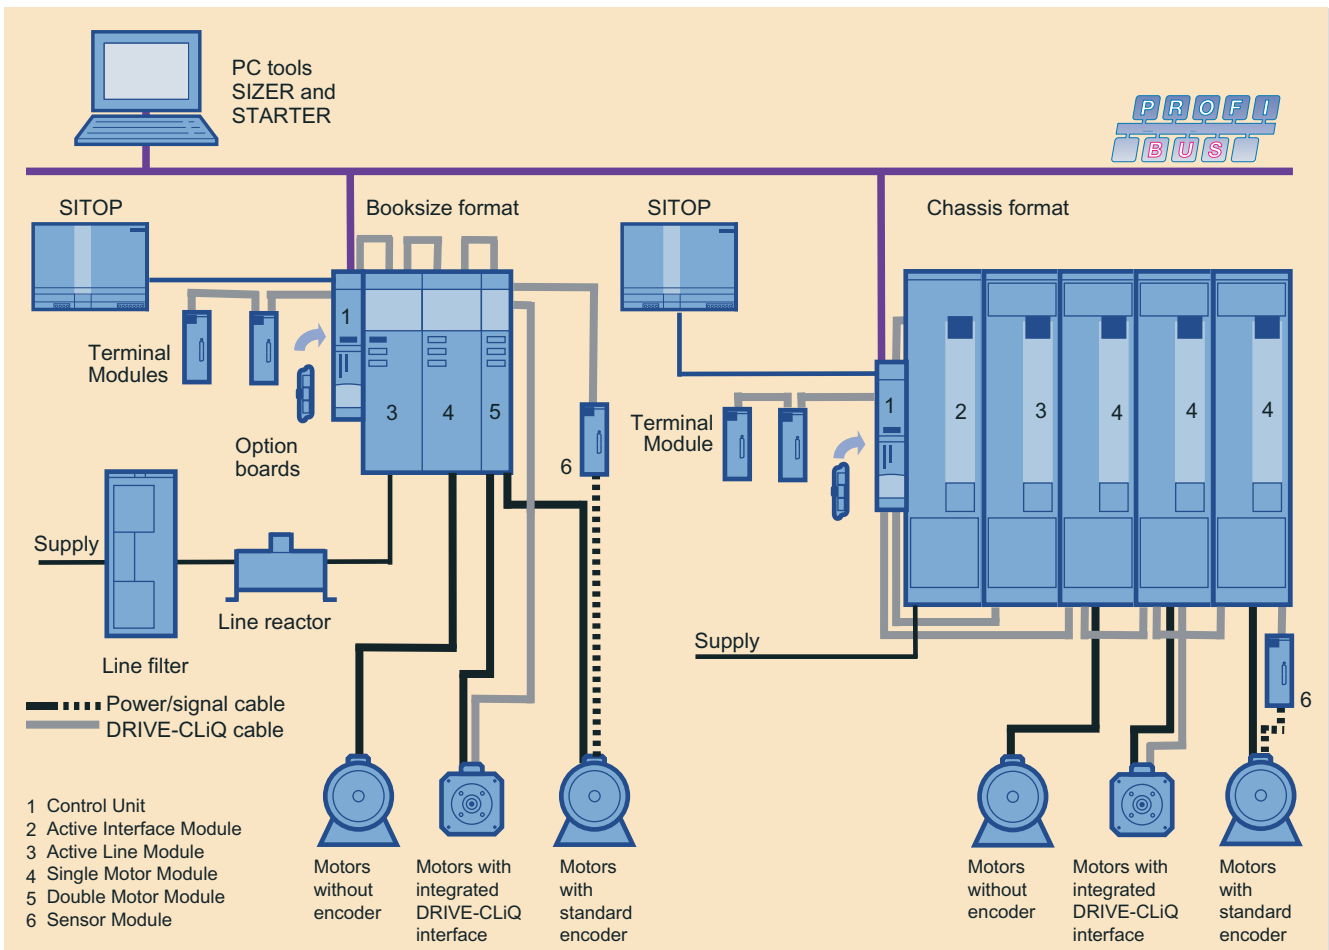 PC tools
SIZER and
STARTER
PROFI
BUS
SITOP
Booksize format
SITOP
Chassis format
1
Terminal
Modules
3
4
5
Option
boards
6
Supply
Line reactor
Line filter
1
2
3
4
4
4
Terminal
Module
Supply
6
Power/signal cable
DRIVE-CLiQ cable
1 Control Unit
2 Active Interface Module
3 Active Line Module
4 Single Motor Module
5 Double Motor Module
6 Sensor Module
Motors
without
encoder
Motors with
integrated
DRIVE-CLiQ
interface
Motors
with
standard
encoder
Motors
without
encoder
Motors with
integrated
DRIVE-CLiQ
interface
Motors
with
standard
encoder